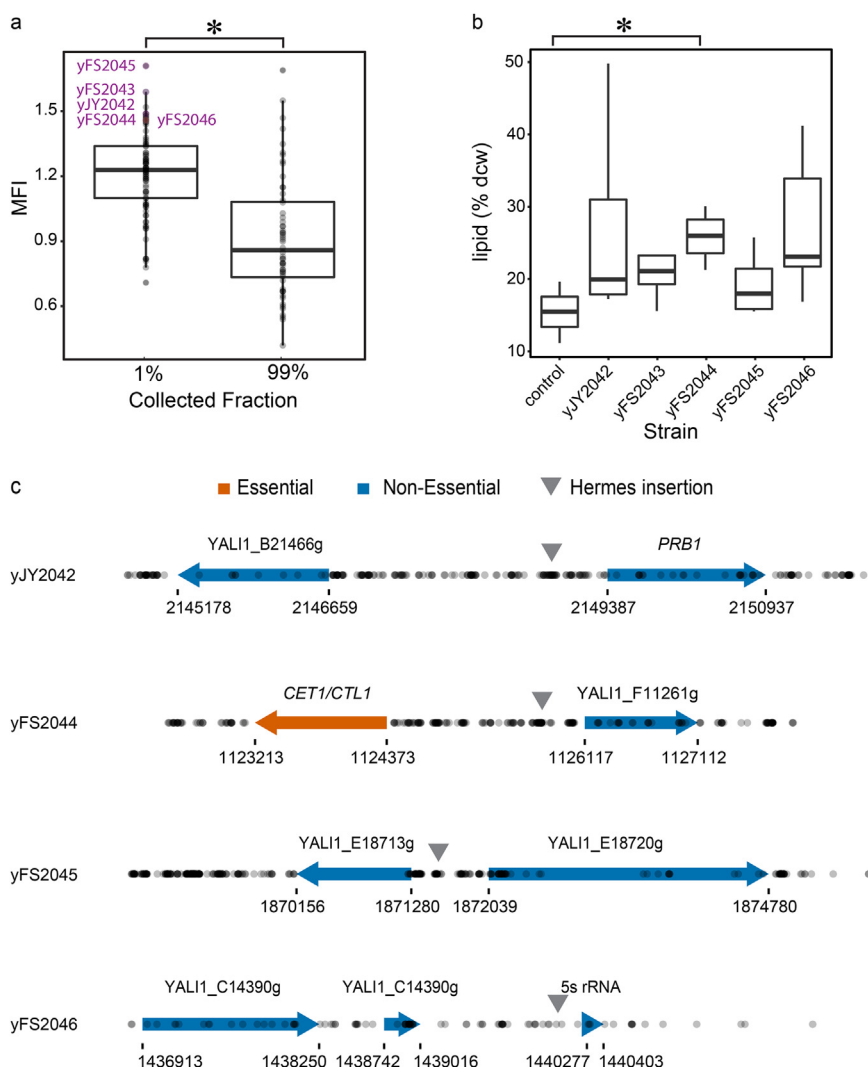 a
*
yFS2045
yFS2043
yJY2042
yFS2044 yFS2046
1.5
1.2
0.9
0.6
MFI
1% 99%
Collected Fraction
b
*
50
40
30
20
10
lipid (% dcw)
control yJY2042 yFS2043 yFS2044 yFS2045 yFS2046
Strain
c
Essential Non-Essential Hermes insertion
YALI1_B21466g PRB1
yJY2042
2145178 2146659 2149387 2150937
CET1/CTL1 YALI1_F11261g
yFS2044
1123213 1124373 1126117 1127112
YALI1_E18713g YALI1_E18720g
yFS2045
1870156 1871280 1872039 1874780
YALI1_C14390g YALI1_C14390g 5s rRNA
yFS2046
1436913 1438250 1438742 1439016 1440277 1440403